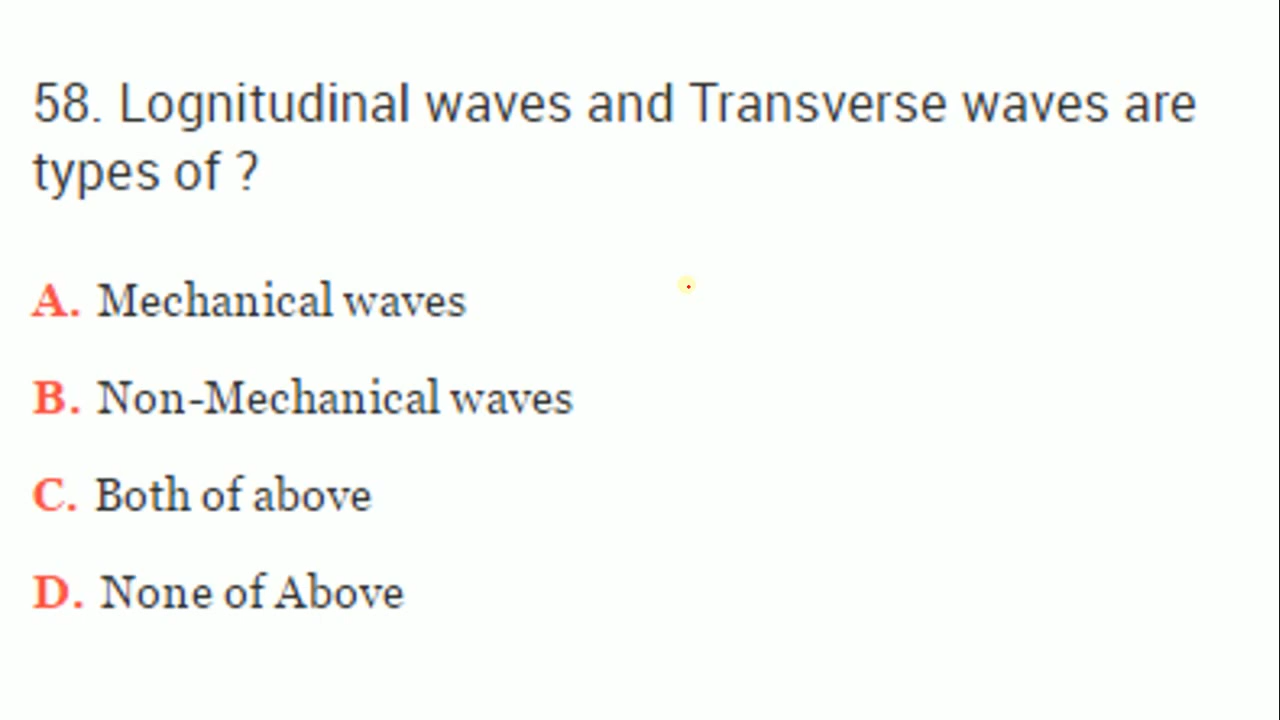 58. Lognitudinal waves and Transverse waves are
types of ?
A. Mechanical waves
B. Non-Mechanical waves
C. Both of above
D. None of Above